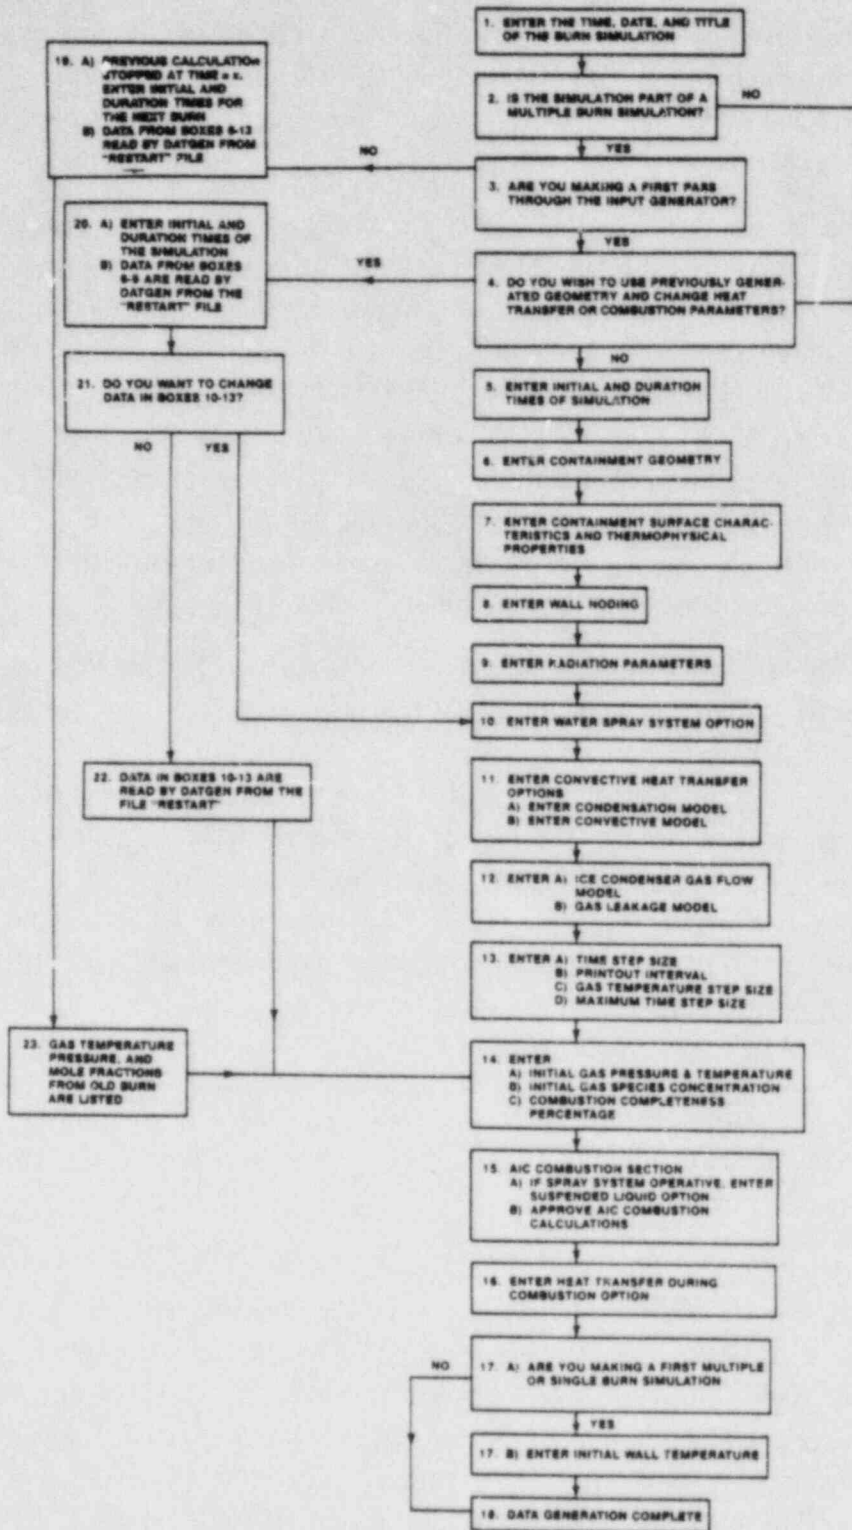 1. ENTER THE TIME, DATE, AND TITLE
OF THE BURN SIMULATION
2. IS THE SIMULATION PART OF A
MULTIPLE BURN SIMULATION?
NO
YES
3. ARE YOU MAKING A FIRST PASS
THROUGH THE INPUT GENERATOR?
NO
YES
4. DO YOU WISH TO USE PREVIOUSLY GENER-
ATED GEOMETRY AND CHANGE HEAT
TRANSFER OR COMBUSTION PARAMETERS?
YES
NO
5. ENTER INITIAL AND DURATION
TIMES OF SIMULATION
6. ENTER CONTAINMENT GEOMETRY
7. ENTER CONTAINMENT SURFACE CHARAC-
TERISTICS AND THERMOPHYSICAL
PROPERTIES
8. ENTER WALL NODING
9. ENTER RADIATION PARAMETERS
10. ENTER WATER SPRAY SYSTEM OPTION
11. ENTER CONVECTIVE HEAT TRANSFER
OPTIONS
A) ENTER CONDENSATION MODEL
B) ENTER CONVECTIVE MODEL
12. ENTER A) ICE CONDENSER GAS FLOW
MODEL
B) GAS LEAKAGE MODEL
13. ENTER A) TIME STEP SIZE
B) PRINTOUT INTERVAL
C) GAS TEMPERATURE STEP SIZE
D) MAXIMUM TIME STEP SIZE
14. ENTER
A) INITIAL GAS PRESSURE & TEMPERATURE
B) INITIAL GAS SPECIES CONCENTRATION
C) COMBUSTION COMPLETENESS
PERCENTAGE
15. AIC COMBUSTION SECTION
A) IF SPRAY SYSTEM OPERATIVE, ENTER
SUSPENDED LIQUID OPTION
B) APPROVE AIC COMBUSTION
CALCULATIONS
16. ENTER HEAT TRANSFER DURING
COMBUSTION OPTION
17. A) ARE YOU MAKING A FIRST MULTIPLE
OR SINGLE BURN SIMULATION
NO
YES
17. B) ENTER INITIAL WALL TEMPERATURE
18. DATA GENERATION COMPLETE
19. A) PREVIOUS CALCULATION
STOPPED AT TIME = x.
ENTER INITIAL AND
DURATION TIMES FOR
THE NEXT BURN
B) DATA FROM BOXES 6-13
READ BY DATGEN FROM
"RESTART" FILE
20. A) ENTER INITIAL AND
DURATION TIMES OF
THE SIMULATION
B) DATA FROM BOXES
6-9 ARE READ BY
DATGEN FROM THE
"RESTART" FILE
21. DO YOU WANT TO CHANGE
DATA IN BOXES 10-13?
NO YES
22. DATA IN BOXES 10-13 ARE
READ BY DATGEN FROM THE
FILE "RESTART"
23. GAS TEMPERATURE
PRESSURE, AND
MOLE FRACTIONS
FROM OLD BURN
ARE LISTED